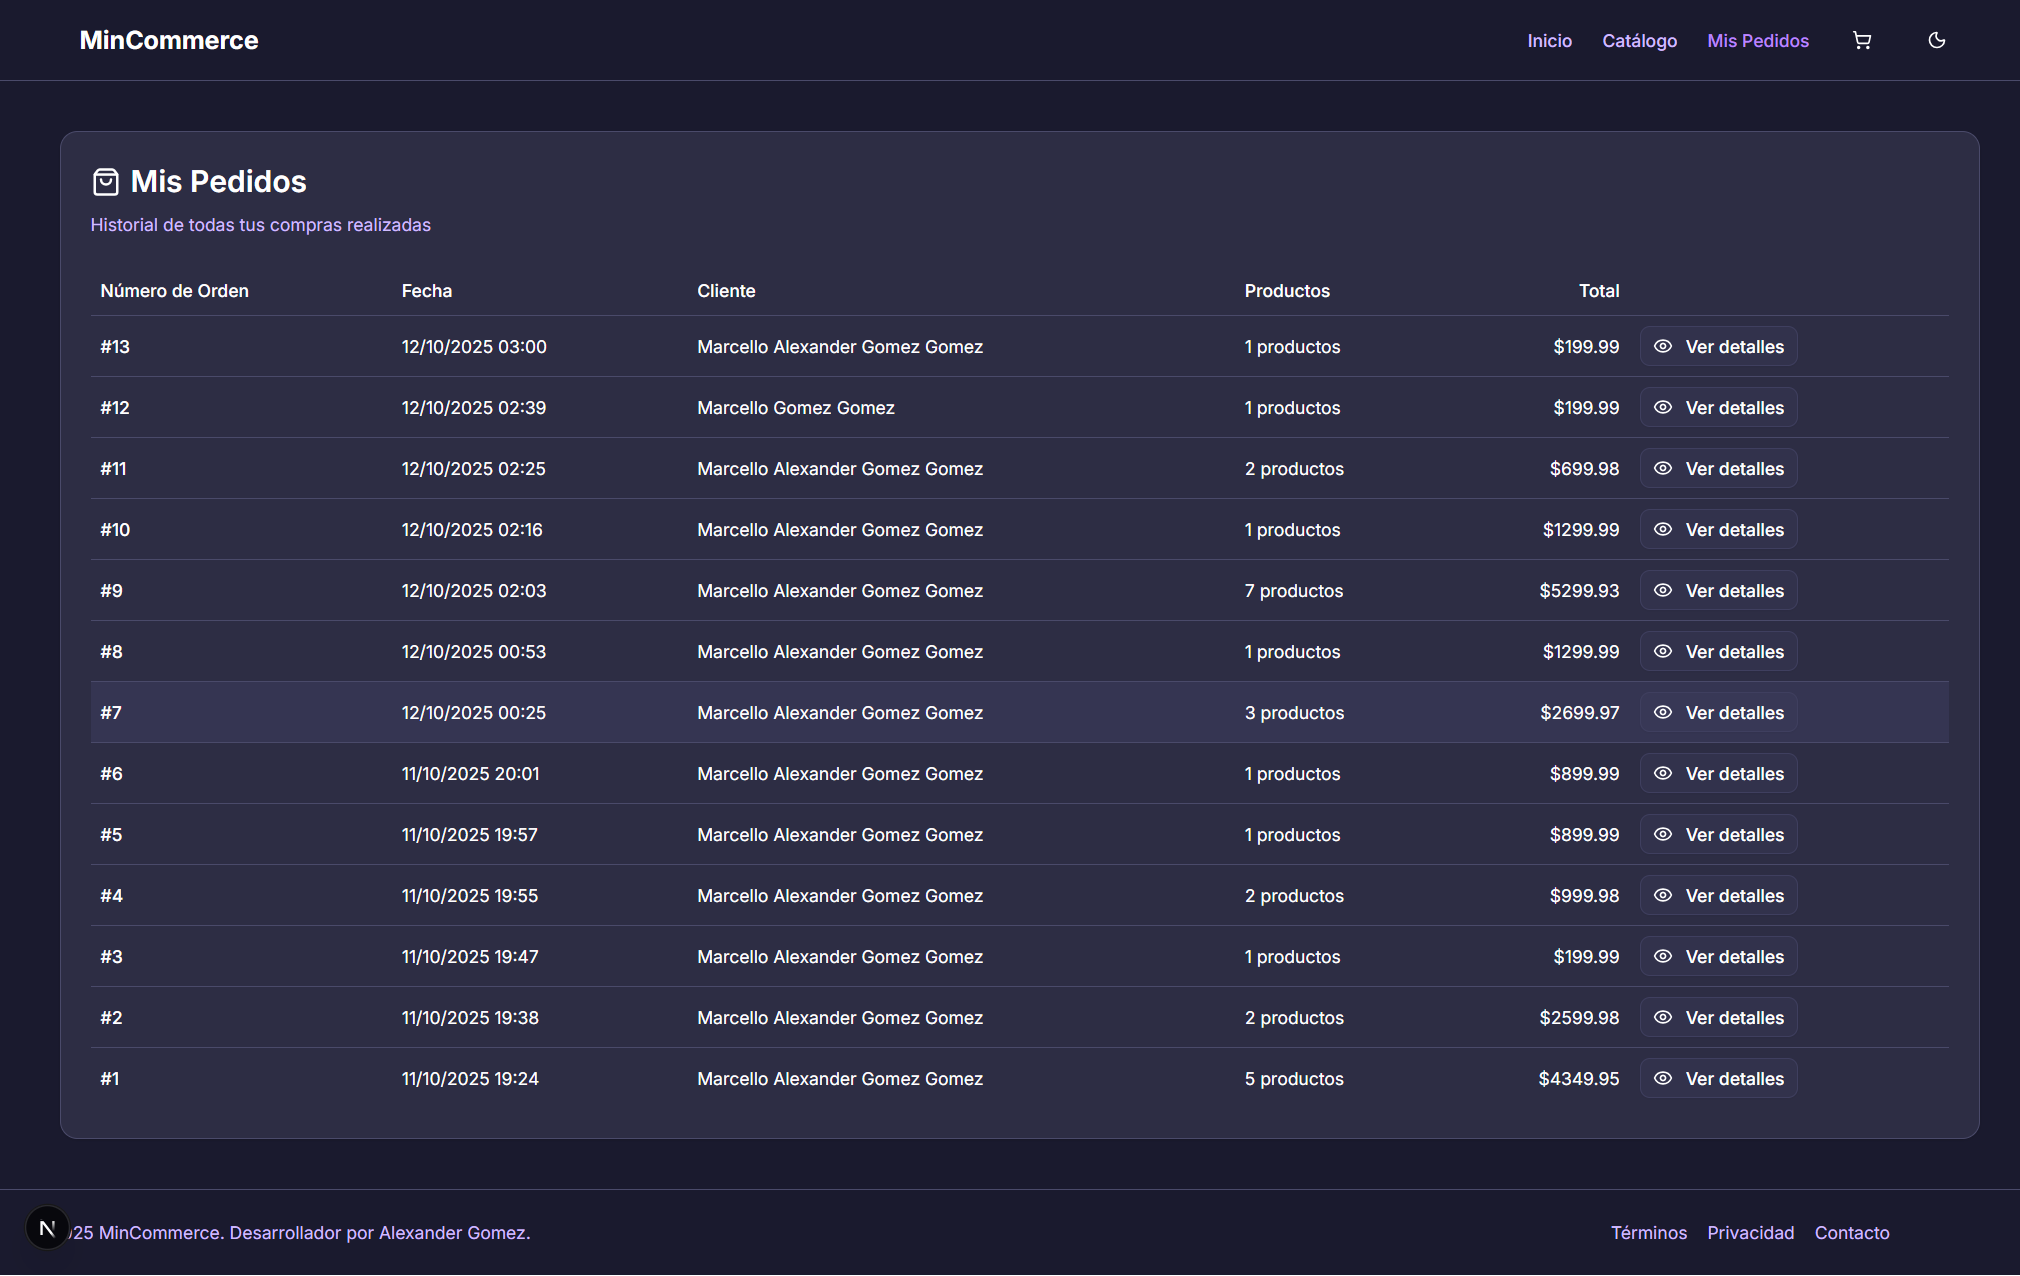 MinCommerce
Inicio Catálogo Mis Pedidos
Mis Pedidos
Historial de todas tus compras realizadas
Número de Orden Fecha Cliente Productos Total
#13 12/10/2025 03:00 Marcello Alexander Gomez Gomez 1 productos $199.99 Ver detalles
#12 12/10/2025 02:39 Marcello Gomez Gomez 1 productos $199.99 Ver detalles
#11 12/10/2025 02:25 Marcello Alexander Gomez Gomez 2 productos $699.98 Ver detalles
#10 12/10/2025 02:16 Marcello Alexander Gomez Gomez 1 productos $1299.99 Ver detalles
#9 12/10/2025 02:03 Marcello Alexander Gomez Gomez 7 productos $5299.93 Ver detalles
#8 12/10/2025 00:53 Marcello Alexander Gomez Gomez 1 productos $1299.99 Ver detalles
#7 12/10/2025 00:25 Marcello Alexander Gomez Gomez 3 productos $2699.97 Ver detalles
#6 11/10/2025 20:01 Marcello Alexander Gomez Gomez 1 productos $899.99 Ver detalles
#5 11/10/2025 19:57 Marcello Alexander Gomez Gomez 1 productos $899.99 Ver detalles
#4 11/10/2025 19:55 Marcello Alexander Gomez Gomez 2 productos $999.98 Ver detalles
#3 11/10/2025 19:47 Marcello Alexander Gomez Gomez 1 productos $199.99 Ver detalles
#2 11/10/2025 19:38 Marcello Alexander Gomez Gomez 2 productos $2599.98 Ver detalles
#1 11/10/2025 19:24 Marcello Alexander Gomez Gomez 5 productos $4349.95 Ver detalles
N 25 MinCommerce. Desarrollador por Alexander Gomez.
Términos Privacidad Contacto